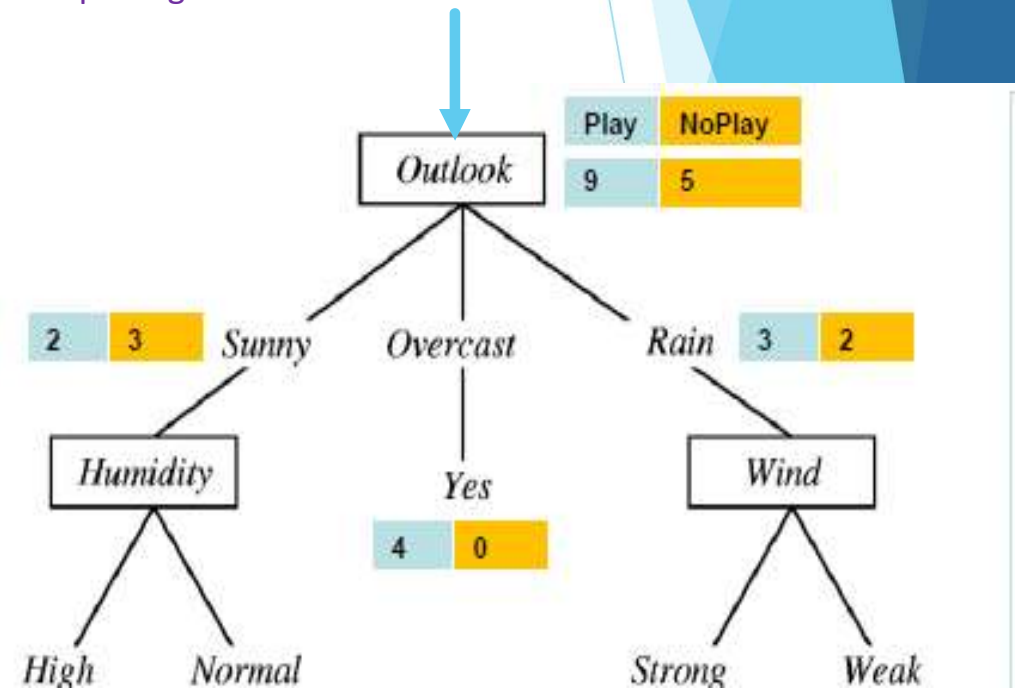 Play NoPlay
Outlook
9 5
2 3 Sunny Overcast Rain 3 2
Humidity Yes Wind
4 0
High Normal Strong Weak